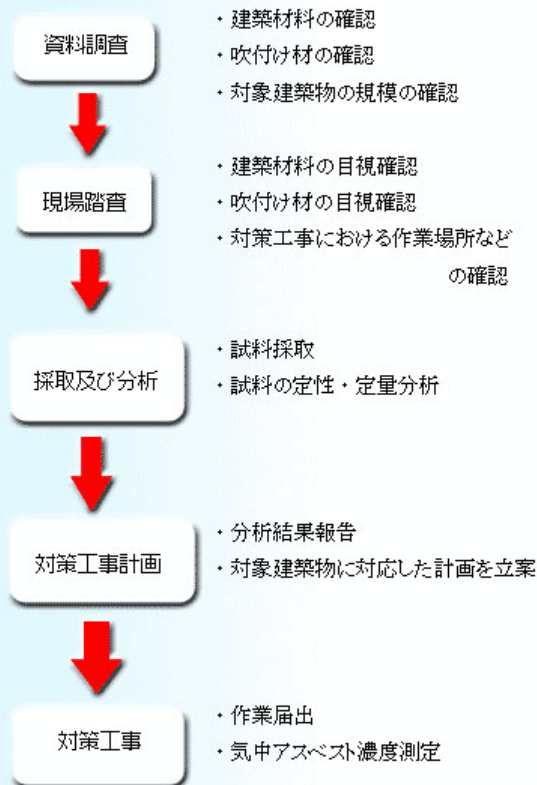 資料調査
・建築材料の確認
・吹付け材の確認
・対象建築物の規模の確認
現場踏査
・建築材料の目視確認
・吹付け材の目視確認
・対策工事における作業場所など
の確認
採取及び分析
・試料採取
・試料の定性・定量分析
対策工事計画
・分析結果報告
・対象建築物に対応した計画を立案
対策工事
・作業届出
・気中アスベスト濃度測定